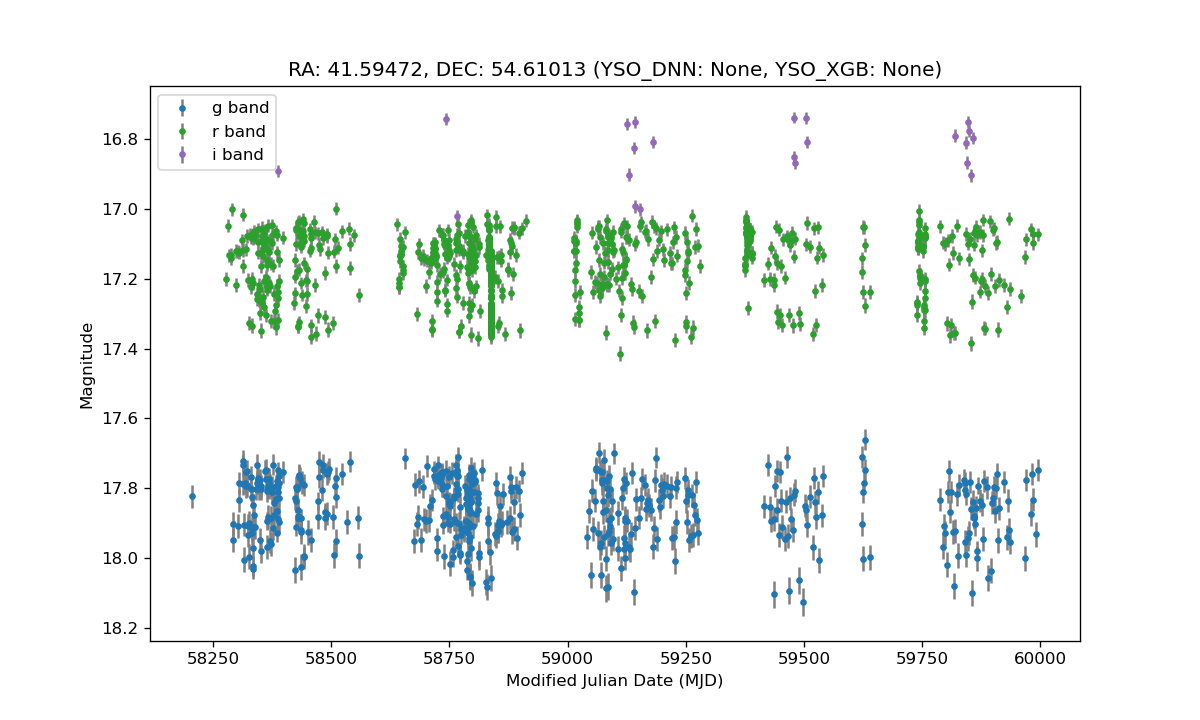 RA: 41.59472, DEC: 54.61013 (YSO_DNN: None, YSO_XGB: None)
g band
r band
i band
16.8
17.0
17.2
17.4
17.6
17.8
18.0
18.2
Magnitude
58250
58500
58750
59000
59250
59500
59750
60000
Modified Julian Date (MJD)